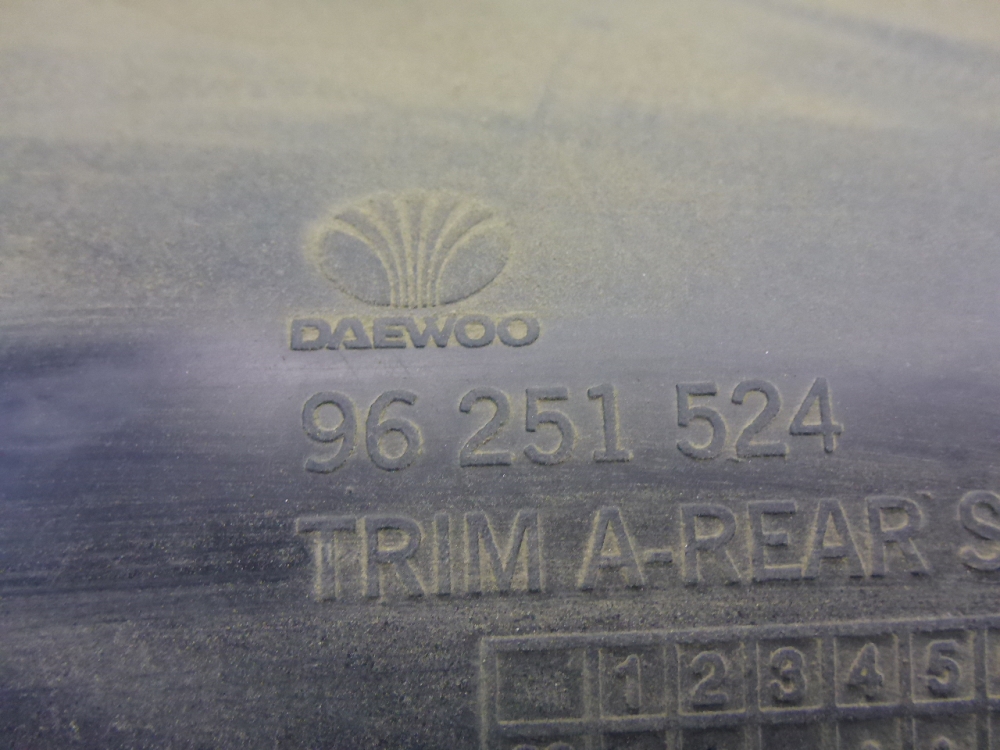 DAEWOO
96 251 524
TRIM A-REAR S
1 2 3 4 5